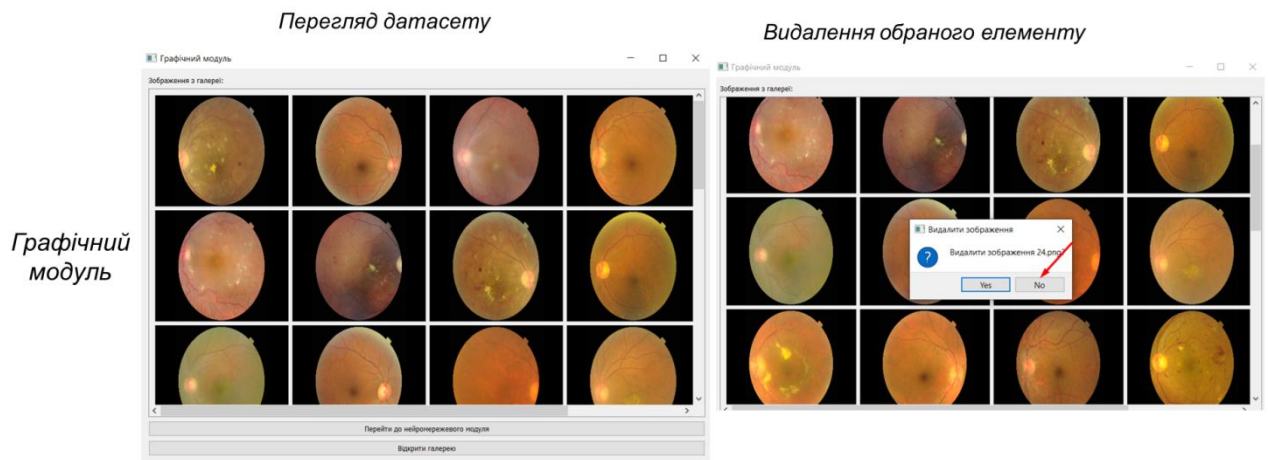 Перегляд датасету
Видалення обраного елементу
Графічний
модуль
Графічний модуль
Зображення з галереї:
Перейти до нейромережевого модуля
Відкрити галерею
Графічний модуль
Зображення з галереї:
Видалити зображення
Видалити зображення 24.png?
Yes
No